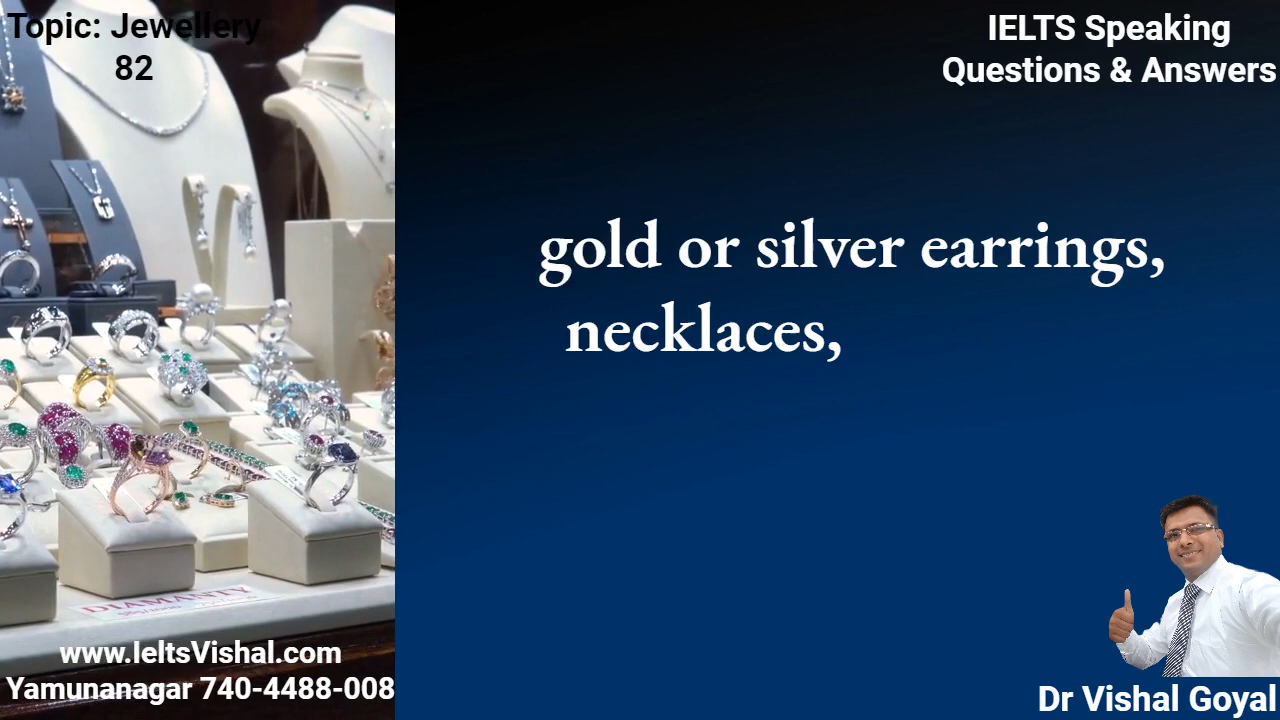 Topic: Jewellery
82
IELTS Speaking
Questions & Answers
gold or silver earrings,
necklaces,
DIAMANTY
www.IeltsVishal.com
Yamunanagar 740-4488-008
Dr Vishal Goyal